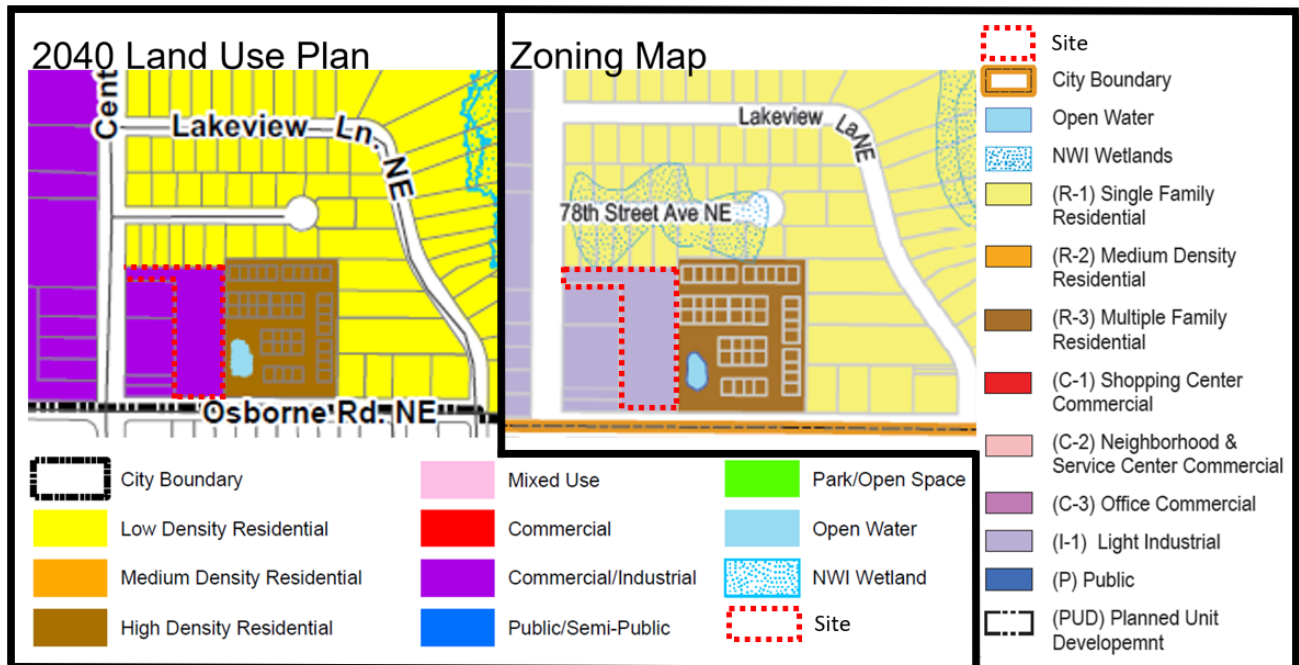 2040 Land Use Plan
Cent
Lakeview Ln. NE
Osborne Rd. NE
City Boundary
Low Density Residential
Medium Density Residential
High Density Residential
Mixed Use
Commercial
Commercial/Industrial
Public/Semi-Public
Park/Open Space
Open Water
NWI Wetland
Site
Zoning Map
Lakeview La NE
78th Street Ave NE
Site
City Boundary
Open Water
NWI Wetlands
(R-1) Single Family
Residential
(R-2) Medium Density
Residential
(R-3) Multiple Family
Residential
(C-1) Shopping Center
Commercial
(C-2) Neighborhood &
Service Center Commercial
(C-3) Office Commercial
(I-1) Light Industrial
(P) Public
(PUD) Planned Unit
Developemnt